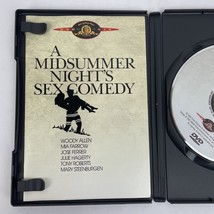 A
MIDSUMMER
NIGHT'S
SEX COMEDY
WOODY ALLEN
MIA FARROW
JOSE FERRER
JULIE HAGERTY
TONY ROBERTS
MARY STEENBURGEN
DVD